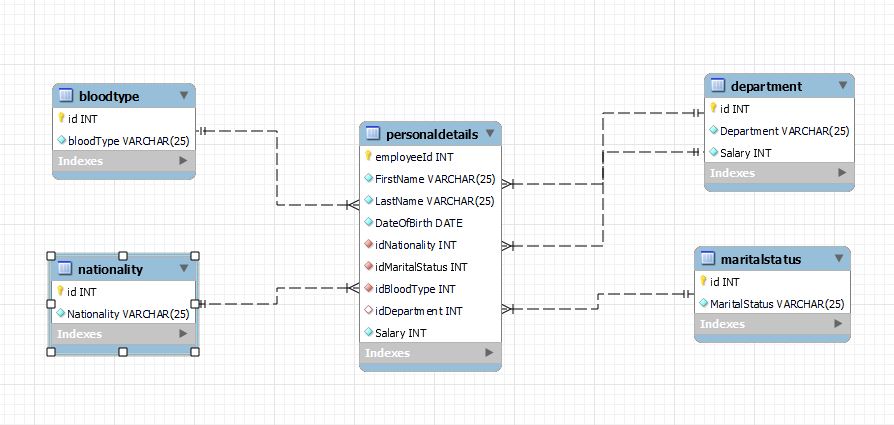 bloodtype
id INT
bloodType VARCHAR(25)
Indexes
nationality
id INT
Nationality VARCHAR(25)
Indexes
personaldetails
employeeId INT
FirstName VARCHAR(25)
LastName VARCHAR(25)
DateOfBirth DATE
idNationality INT
idMaritalStatus INT
idBloodType INT
idDepartment INT
Salary INT
Indexes
department
id INT
Department VARCHAR(25)
Salary INT
Indexes
maritalstatus
id INT
MaritalStatus VARCHAR(25)
Indexes